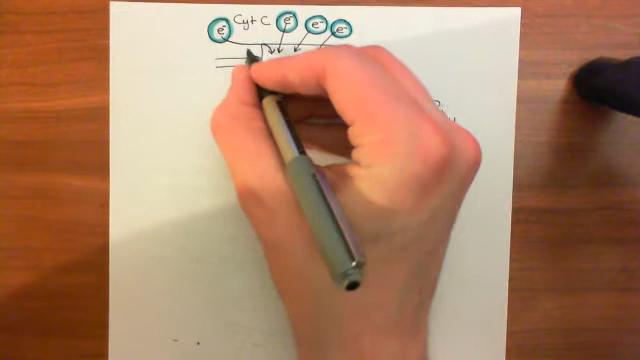 e⁻ Cyt C e⁻ e⁻ e⁻